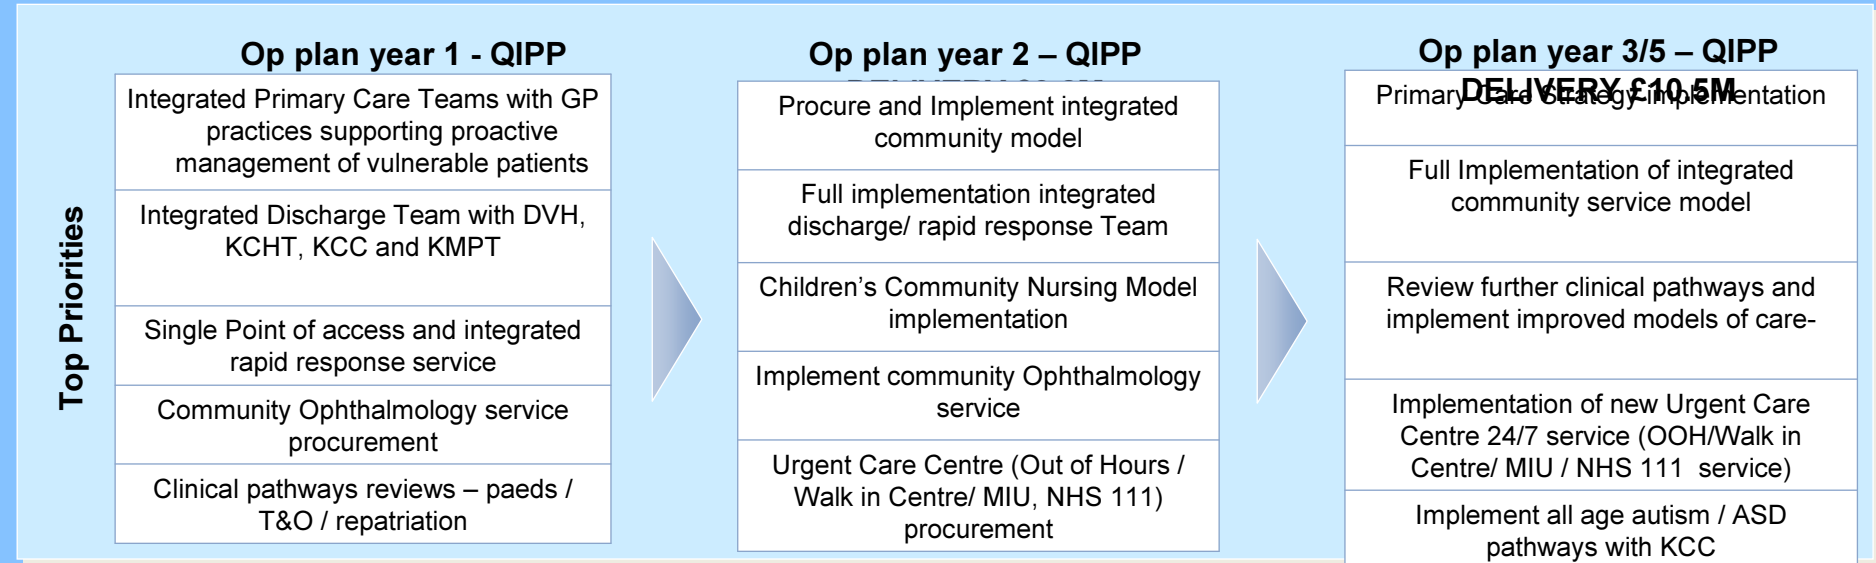 Op plan year 1 - QIPP
Integrated Primary Care Teams with GP
practices supporting proactive
management of vulnerable patients
Integrated Discharge Team with DVH,
KCHT, KCC and KMPT
Single Point of access and integrated
rapid response service
Community Ophthalmology service
procurement
Clinical pathways reviews – paeds /
T&O / repatriation
Op plan year 2 – QIPP
Procure and Implement integrated
community model
Full implementation integrated
discharge/ rapid response Team
Children’s Community Nursing Model
implementation
Implement community Ophthalmology
service
Urgent Care Centre (Out of Hours /
Walk in Centre/ MIU, NHS 111)
procurement
Op plan year 3/5 – QIPP
DELIVERY £10.5M
Primary Care Strategy implementation
Full Implementation of integrated
community service model
Review further clinical pathways and
implement improved models of care-
Implementation of new Urgent Care
Centre 24/7 service (OOH/Walk in
Centre/ MIU / NHS 111 service)
Implement all age autism / ASD
pathways with KCC
Top Priorities